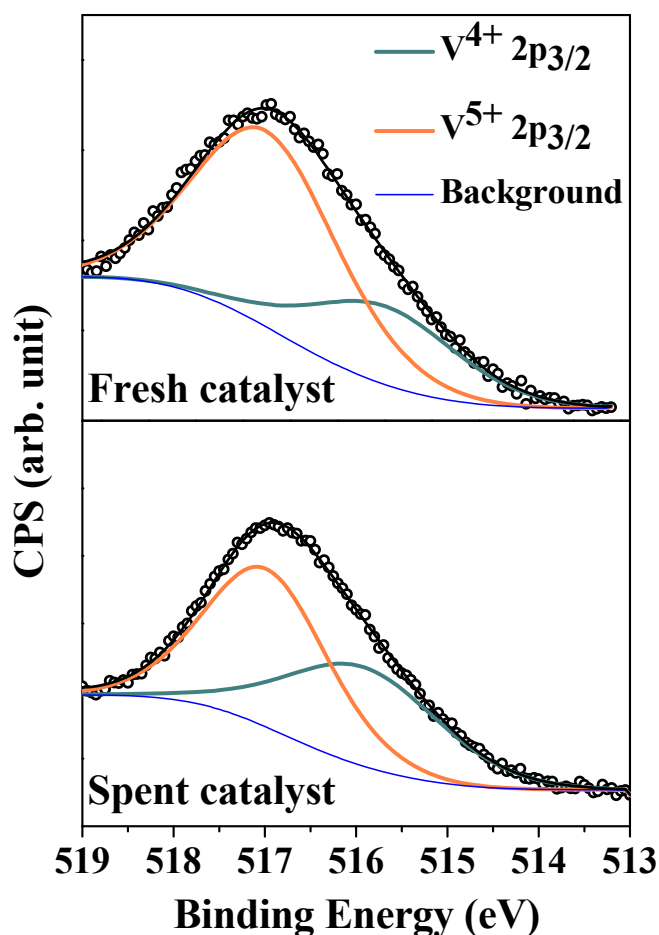 V⁴⁺ 2p₃/₂
V⁵⁺ 2p₃/₂
Background
Fresh catalyst
Spent catalyst
CPS (arb. unit)
519 518 517 516 515 514 513
Binding Energy (eV)